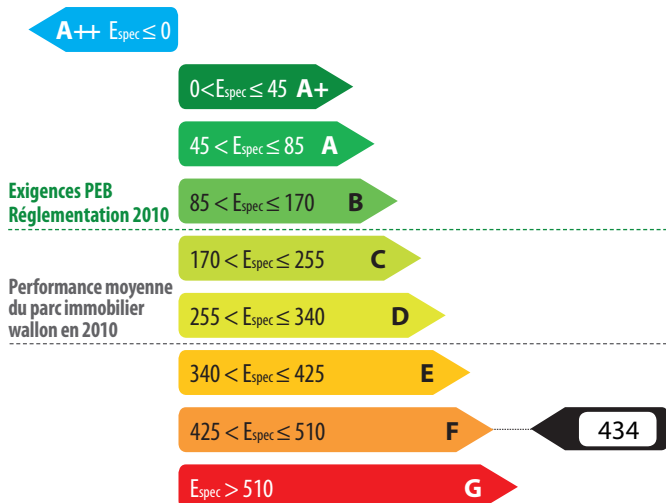 A++ Espec ≤ 0
0<Espec ≤ 45 A+
45 < Espec ≤ 85 A
Exigences PEB
Réglementation 2010
85 < Espec ≤ 170 B
170 < Espec ≤ 255 C
Performance moyenne
du parc immobilier
wallon en 2010
255 < Espec ≤ 340 D
340 < Espec ≤ 425 E
425 < Espec ≤ 510 F 434
Espec > 510 G